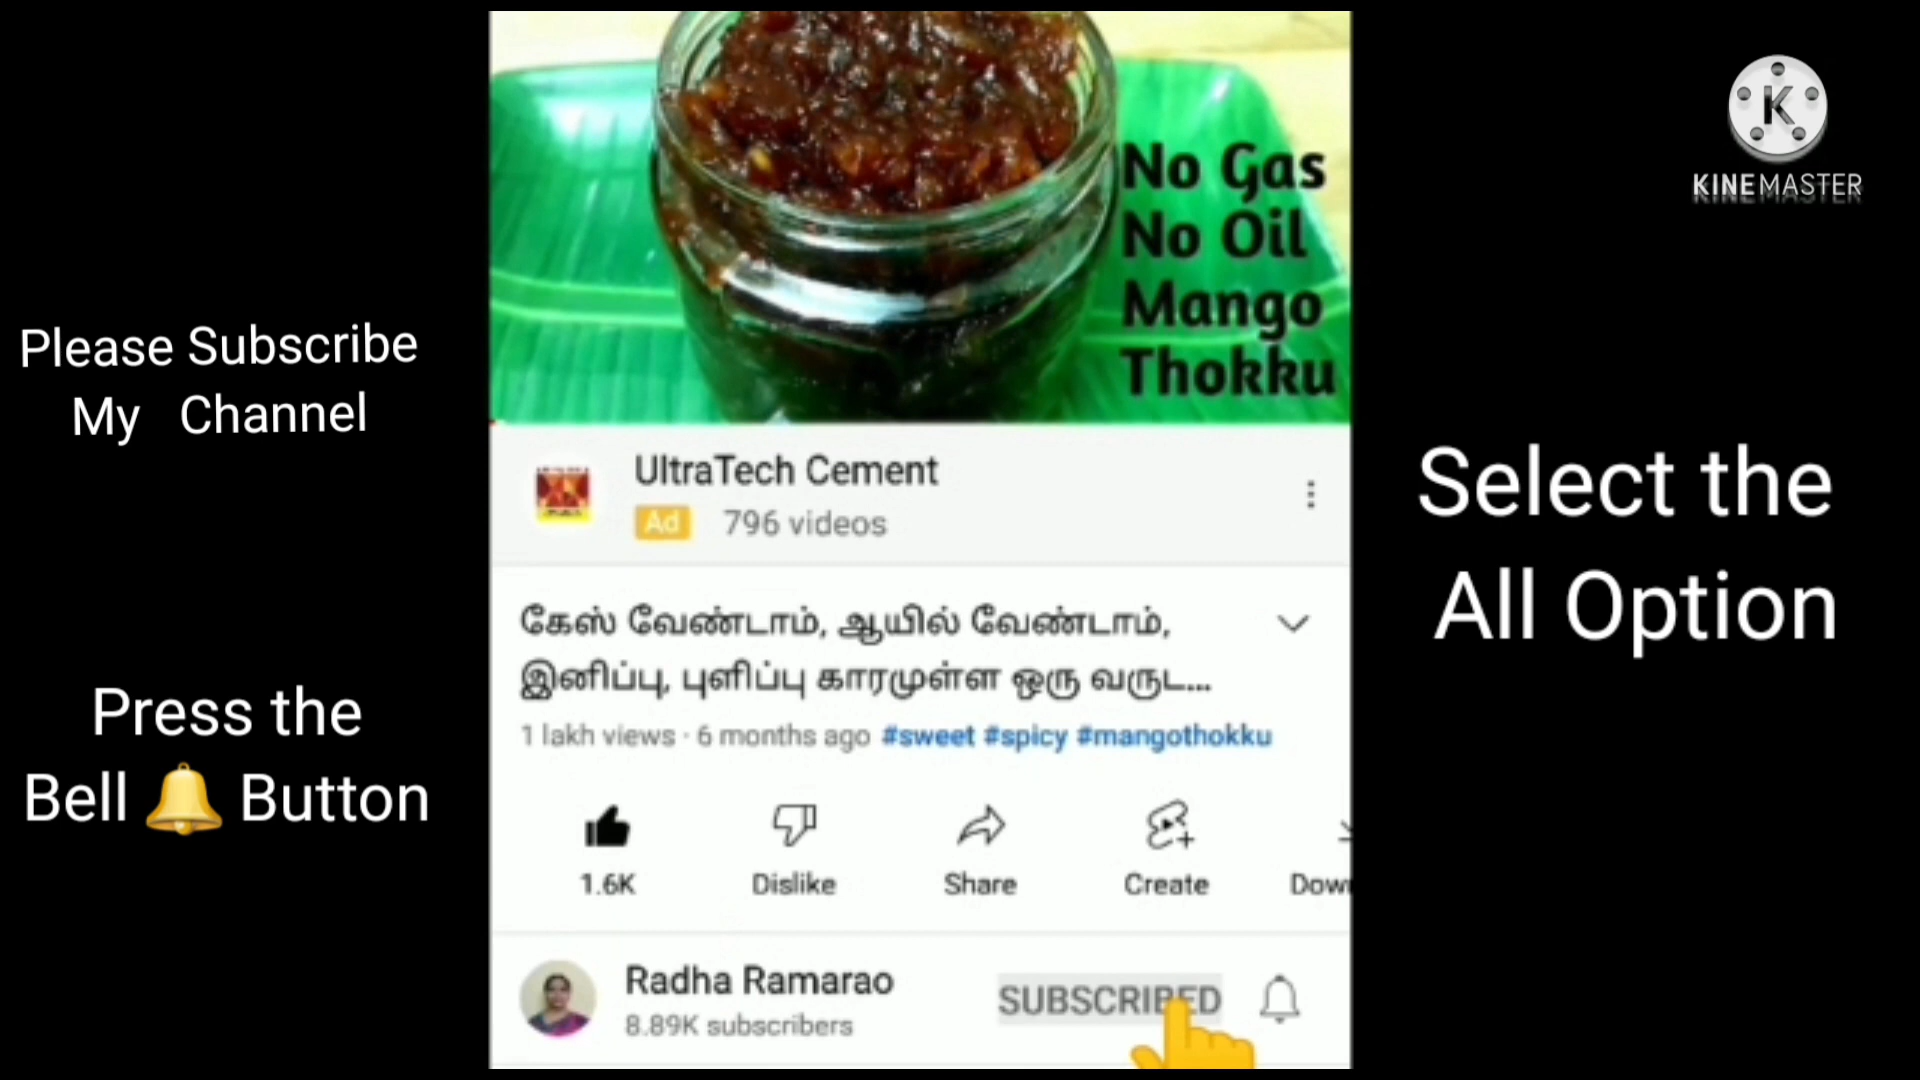 No Gas
No Oil
Mango
Thokku
K
KINEMASTER
Please Subscribe
My Channel
UltraTech Cement
Ad 796 videos
Select the
All Option
கேஸ் வேண்டாம், ஆயில் வேண்டாம்,
இனிப்பு, புளிப்பு காரமுள்ள ஒரு வருட...
1 lakh views · 6 months ago #sweet #spicy #mangothokku
Press the
Bell 🔔 Button
1.6K Dislike Share Create Down
Radha Ramarao
8.89K subscribers
SUBSCRIBED